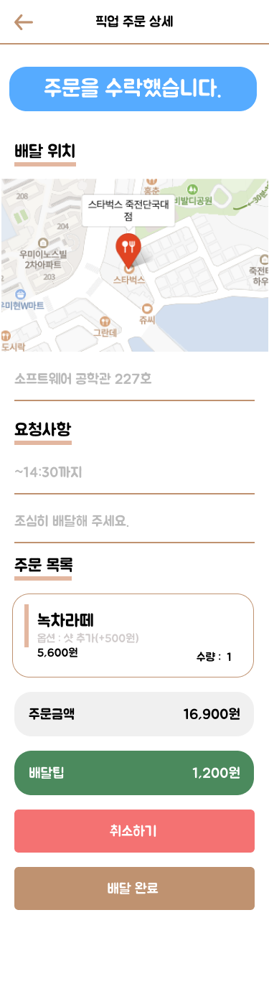 픽업 주문 상세
주문을 수락했습니다.
배달 위치
홍춘
208
비발디공원
30분
스타벅스 죽전단국대
점
204
우미이노스빌
2차아파트
203
스타벅스
죽전타
하우
2
우미현W마트
쥬씨
그란데
도시락
소프트웨어 공학관 227호
요청사항
~14:30까지
조심히 배달해 주세요.
주문 목록
녹차라떼
옵션 : 샷 추가(+500원)
5,600원
수량 : 1
주문금액 16,900원
배달팁 1,200원
취소하기
배달 완료